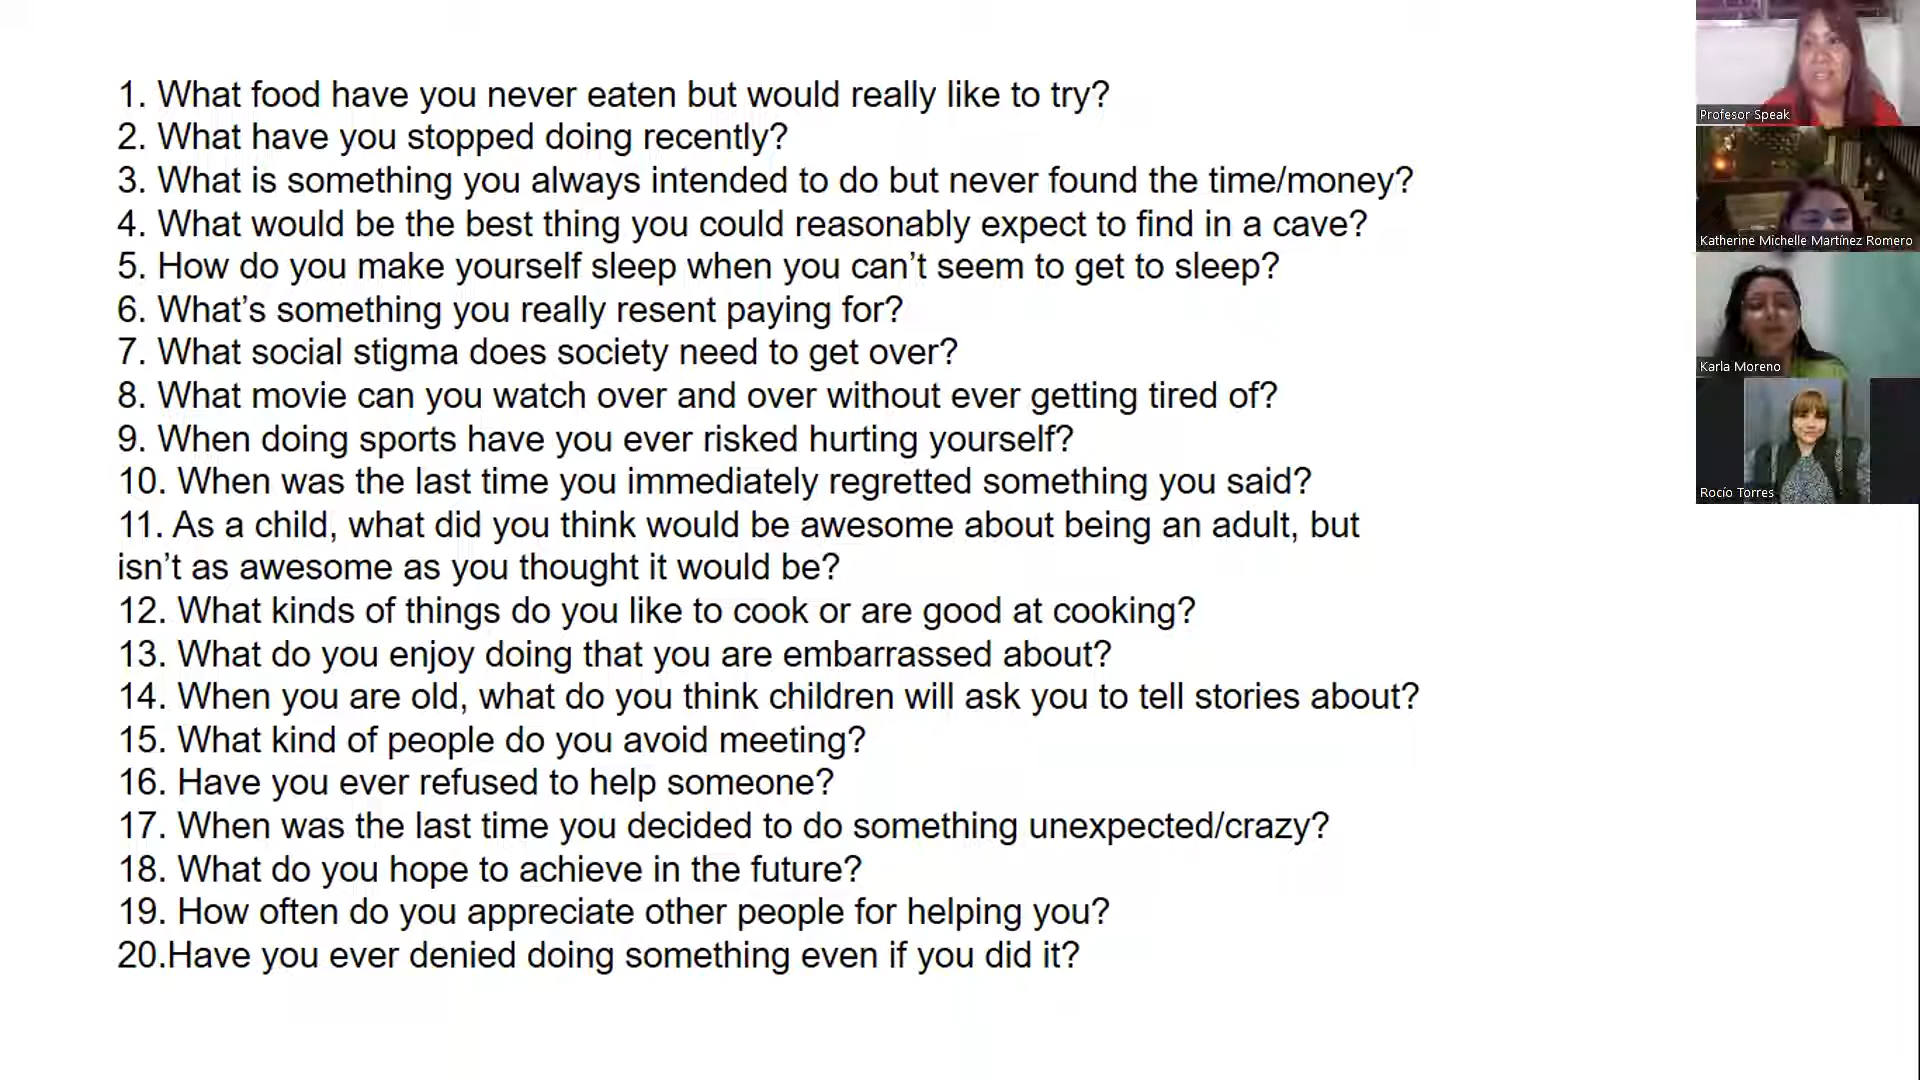 1. What food have you never eaten but would really like to try?
2. What have you stopped doing recently?
3. What is something you always intended to do but never found the time/money?
4. What would be the best thing you could reasonably expect to find in a cave?
5. How do you make yourself sleep when you can’t seem to get to sleep?
6. What’s something you really resent paying for?
7. What social stigma does society need to get over?
8. What movie can you watch over and over without ever getting tired of?
9. When doing sports have you ever risked hurting yourself?
10. When was the last time you immediately regretted something you said?
11. As a child, what did you think would be awesome about being an adult, but
isn’t as awesome as you thought it would be?
12. What kinds of things do you like to cook or are good at cooking?
13. What do you enjoy doing that you are embarrassed about?
14. When you are old, what do you think children will ask you to tell stories about?
15. What kind of people do you avoid meeting?
16. Have you ever refused to help someone?
17. When was the last time you decided to do something unexpected/crazy?
18. What do you hope to achieve in the future?
19. How often do you appreciate other people for helping you?
20.Have you ever denied doing something even if you did it?
Profesor Speak
Katherine Michelle Martínez Romero
Karla Moreno
Rocío Torres